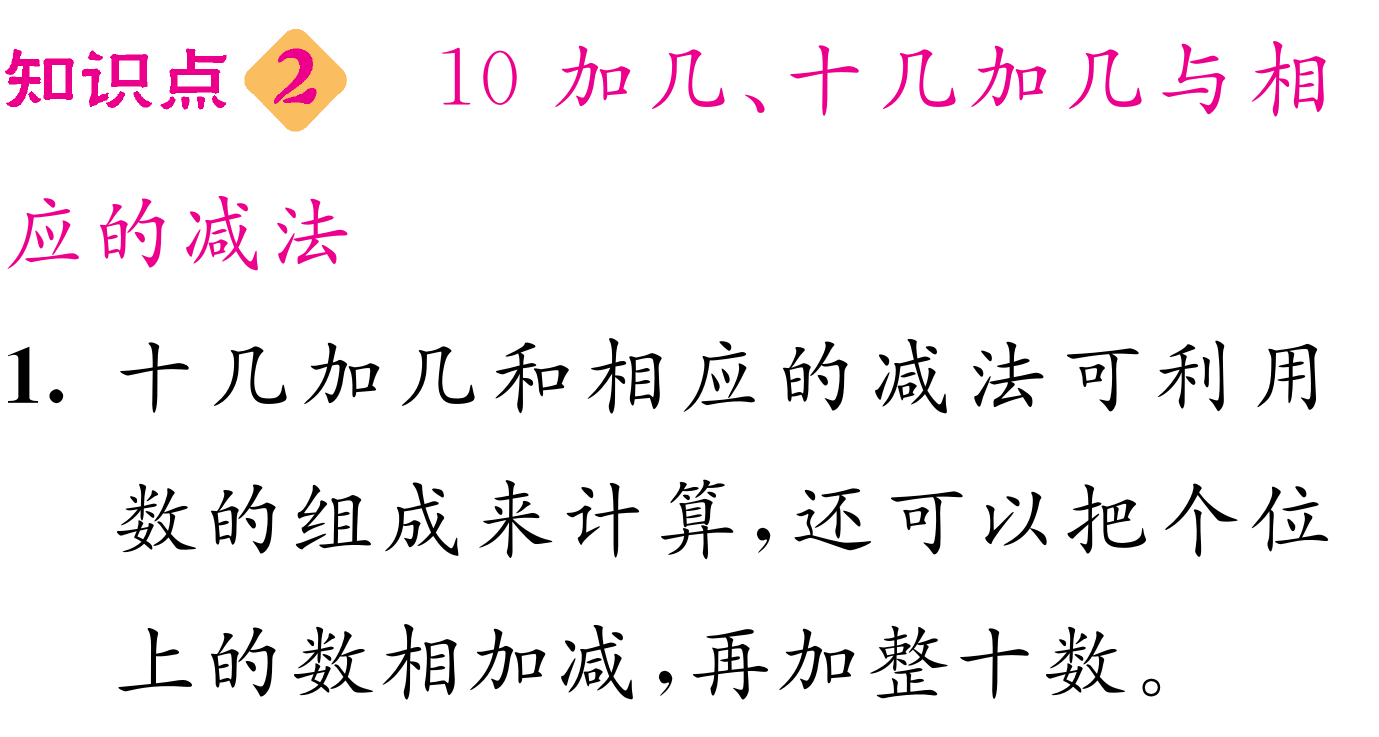 知识点 2 10 加几、十几加几与相
应的减法
1. 十几加几和相应的减法可利用
数的组成来计算,还可以把个位
上的数相加减,再加整十数。